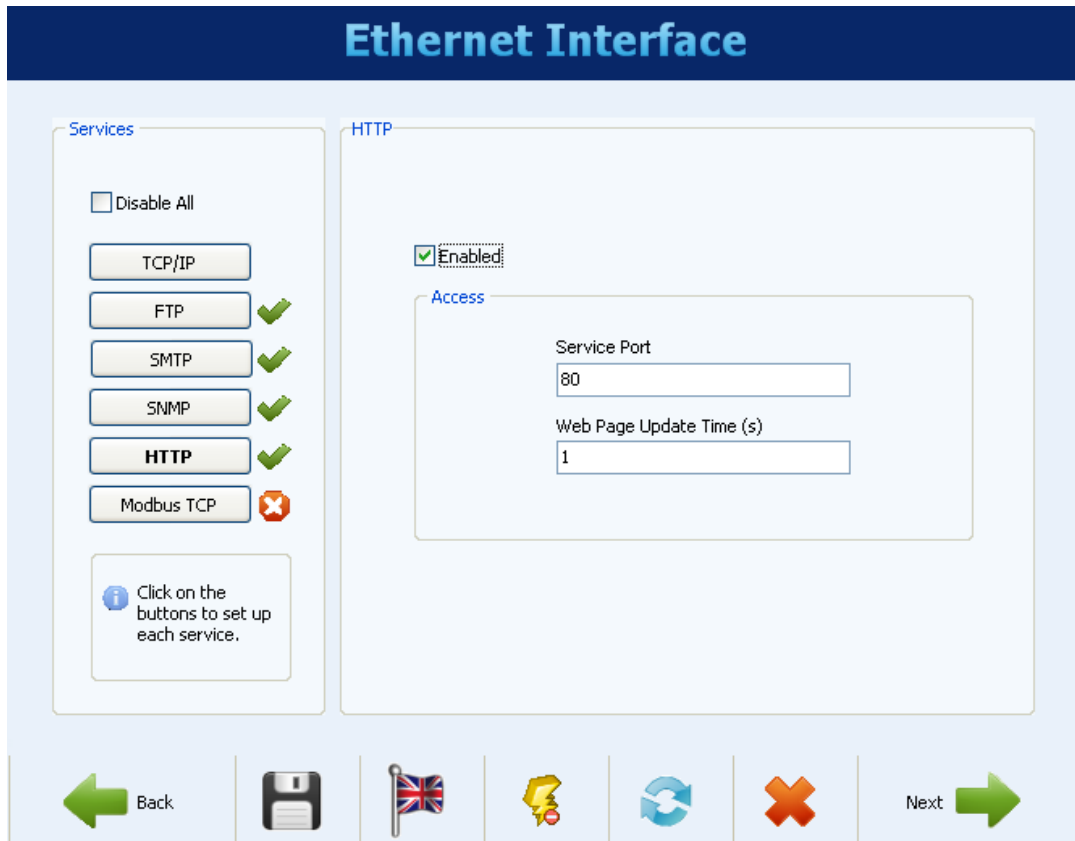 Ethernet Interface
Services
Disable All
TCP/IP
FTP
SMTP
SNMP
HTTP
Modbus TCP
Click on the
buttons to set up
each service.
HTTP
Enabled
Access
Service Port
80
Web Page Update Time (s)
1
Back
Next